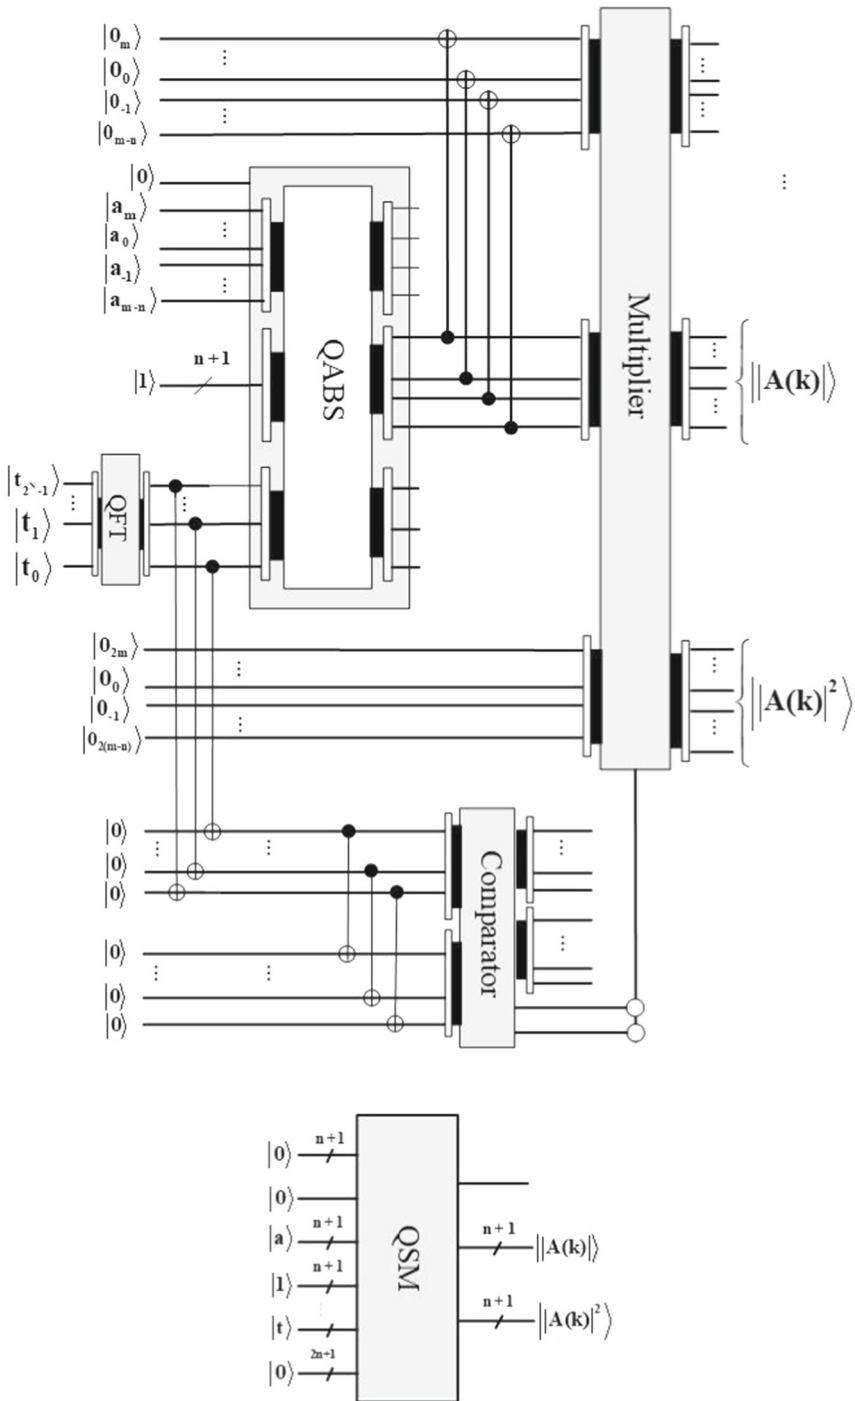 |0ₘ⟩
⋮
|0₀⟩
|0₋₁⟩
⋮
|0ₘ₋ₙ⟩
|0⟩
|aₘ⟩
⋮
|a₀⟩
|a₋₁⟩
⋮
|aₘ₋ₙ⟩
n+1
|1⟩
QABS
Multiplier
||A(k)|⟩
|t₂ˋ₋₁⟩
|t₁⟩
|t₀⟩
QFT
|0₂ₘ⟩
|0₀⟩
|0₋₁⟩
|0₂₍ₘ₋ₙ₎⟩
||A(k)|²⟩
|0⟩
|0⟩
|0⟩
|0⟩
|0⟩
|0⟩
Comparator
|0⟩ n+1
|0⟩
|a⟩ n+1
|1⟩ n+1
|t⟩
|0⟩ 2n+1
QSM
n+1 ||A(k)|⟩
n+1 ||A(k)|²⟩